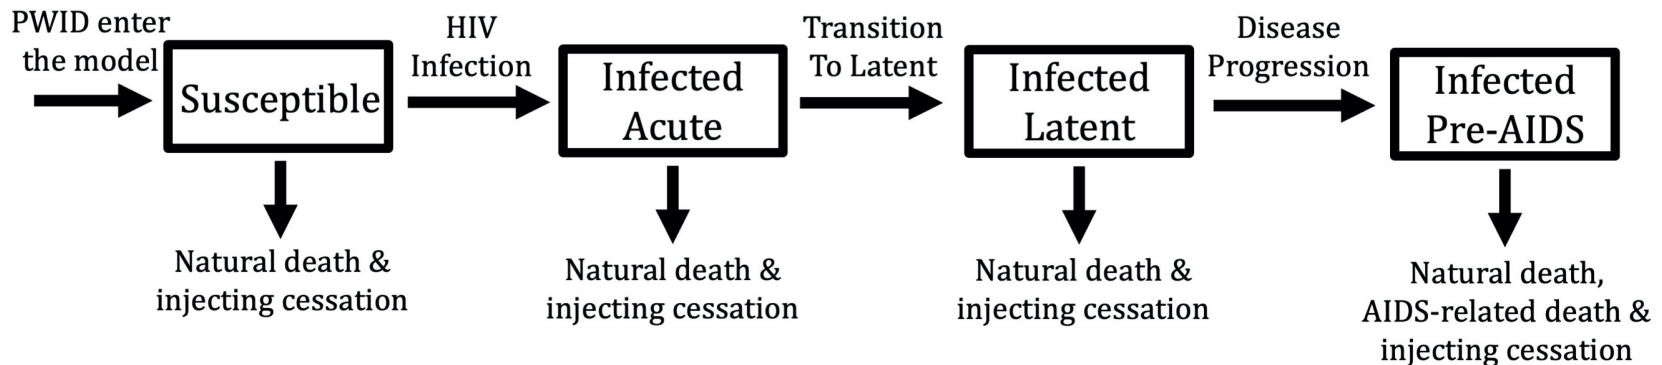 PWID enter
the model
Susceptible
Natural death &
injecting cessation
HIV
Infection
Infected
Acute
Natural death &
injecting cessation
Transition
To Latent
Infected
Latent
Natural death &
injecting cessation
Disease
Progression
Infected
Pre-AIDS
Natural death,
AIDS-related death &
injecting cessation